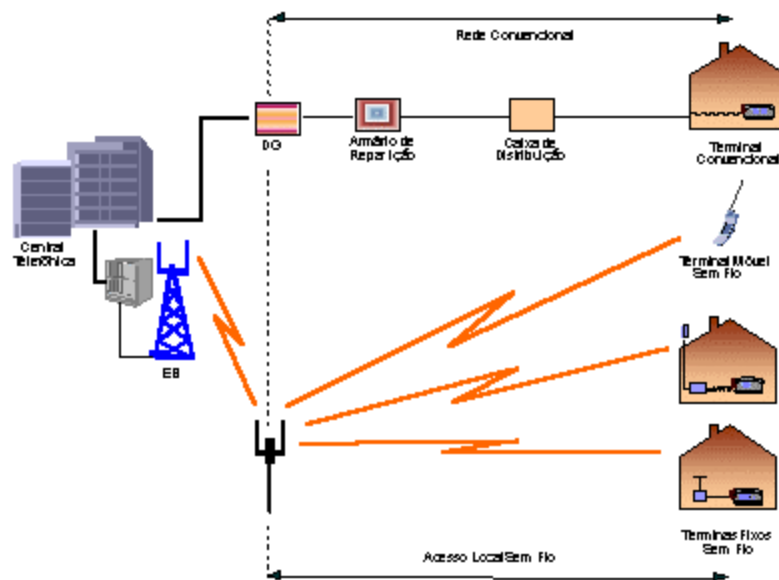 Rede Convencional
DG
Armário de
Repartição
Caixa de
Distribuição
Terminal
Convencional
Central
Telefônica
Terminal Móvel
Sem Fio
EB
Terminas Fixos
Sem Fio
Acesso Local Sem Fio